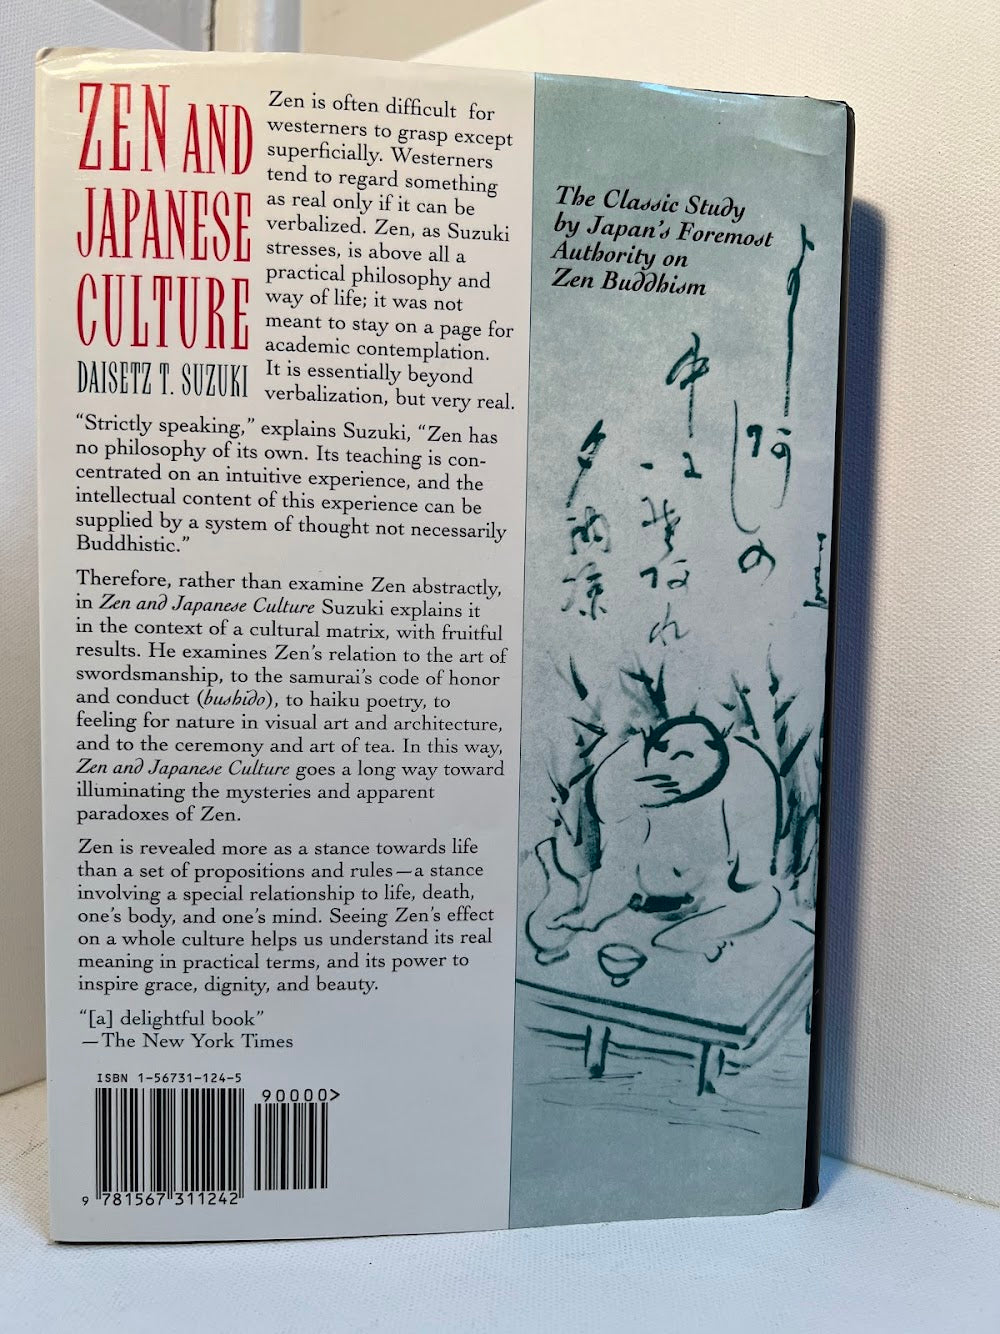 ZEN AND
JAPANESE
CULTURE
DAISETZ T. SUZUKI
Zen is often difficult for
westerners to grasp except
superficially. Westerners
tend to regard something
as real only if it can be
verbalized. Zen, as Suzuki
stresses, is above all a
practical philosophy and
way of life; it was not
meant to stay on a page for
academic contemplation.
It is essentially beyond
verbalization, but very real.
“Strictly speaking,” explains Suzuki, “Zen has
no philosophy of its own. Its teaching is con-
centrated on an intuitive experience, and the
intellectual content of this experience can be
supplied by a system of thought not necessarily
Buddhistic.”
Therefore, rather than examine Zen abstractly,
in Zen and Japanese Culture Suzuki explains it
in the context of a cultural matrix, with fruitful
results. He examines Zen’s relation to the art of
swordsmanship, to the samurai’s code of honor
and conduct (bushido), to haiku poetry, to
feeling for nature in visual art and architecture,
and to the ceremony and art of tea. In this way,
Zen and Japanese Culture goes a long way toward
illuminating the mysteries and apparent
paradoxes of Zen.
Zen is revealed more as a stance towards life
than a set of propositions and rules—a stance
involving a special relationship to life, death,
one’s body, and one’s mind. Seeing Zen’s effect
on a whole culture helps us understand its real
meaning in practical terms, and its power to
inspire grace, dignity, and beauty.
“[a] delightful book”
—The New York Times
ISBN 1-56731-124-5
90000>
9 781567 311242
The Classic Study
by Japan’s Foremost
Authority on
Zen Buddhism